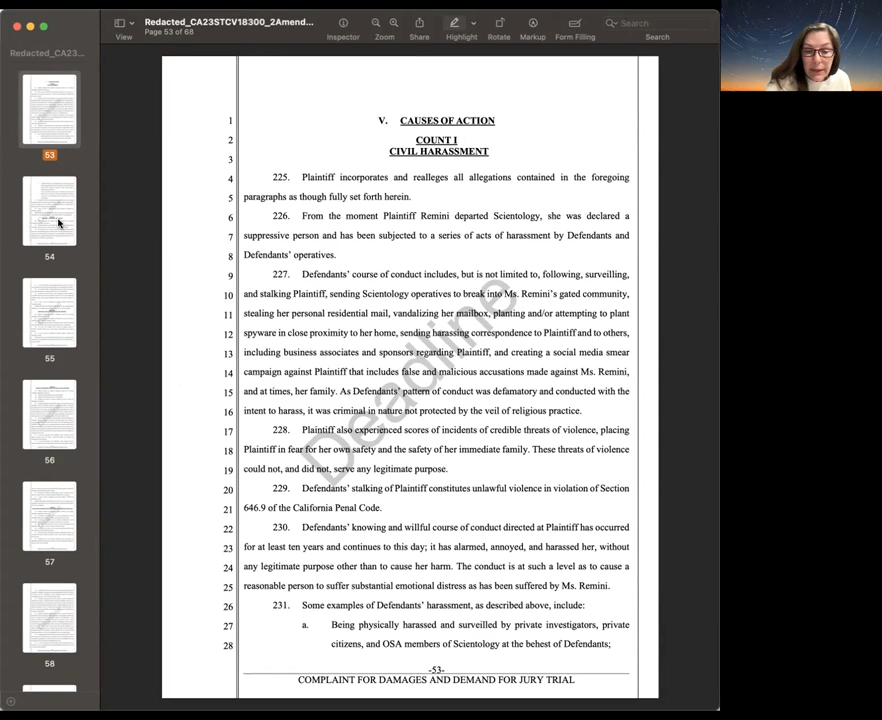 Redacted_CA23STCV18300_2Amend...
Page 53 of 68
View
Inspector
Zoom
Share
Highlight
Rotate
Markup
Form Filling
Search
Search
Redacted_CA23...
53
54
55
56
57
58
1 V. CAUSES OF ACTION
2 COUNT I
CIVIL HARASSMENT
3
4 225. Plaintiff incorporates and realleges all allegations contained in the foregoing
5 paragraphs as though fully set forth herein.
6 226. From the moment Plaintiff Remini departed Scientology, she was declared a
7 suppressive person and has been subjected to a series of acts of harassment by Defendants and
8 Defendants' operatives.
9 227. Defendants' course of conduct includes, but is not limited to, following, surveilling,
10 and stalking Plaintiff, sending Scientology operatives to break into Ms. Remini's gated community,
11 stealing her personal residential mail, vandalizing her mailbox, planting and/or attempting to plant
12 spyware in close proximity to her home, sending harassing correspondence to Plaintiff and to others,
13 including business associates and sponsors regarding Plaintiff, and creating a social media smear
14 campaign against Plaintiff that includes false and malicious accusations made against Ms. Remini,
15 and at times, her family. As Defendants' pattern of conduct was defamatory and conducted with the
16 intent to harass, it was criminal in nature not protected by the veil of religious practice.
17 228. Plaintiff also experienced scores of incidents of credible threats of violence, placing
18 Plaintiff in fear for her own safety and the safety of her immediate family. These threats of violence
19 could not, and did not, serve any legitimate purpose.
20 229. Defendants' stalking of Plaintiff constitutes unlawful violence in violation of Section
21 646.9 of the California Penal Code.
22 230. Defendants' knowing and willful course of conduct directed at Plaintiff has occurred
23 for at least ten years and continues to this day; it has alarmed, annoyed, and harassed her, without
24 any legitimate purpose other than to cause her harm. The conduct is at such a level as to cause a
25 reasonable person to suffer substantial emotional distress as has been suffered by Ms. Remini.
26 231. Some examples of Defendants' harassment, as described above, include:
27 a. Being physically harassed and surveilled by private investigators, private
28 citizens, and OSA members of Scientology at the behest of Defendants;
-53-
COMPLAINT FOR DAMAGES AND DEMAND FOR JURY TRIAL
Deadline